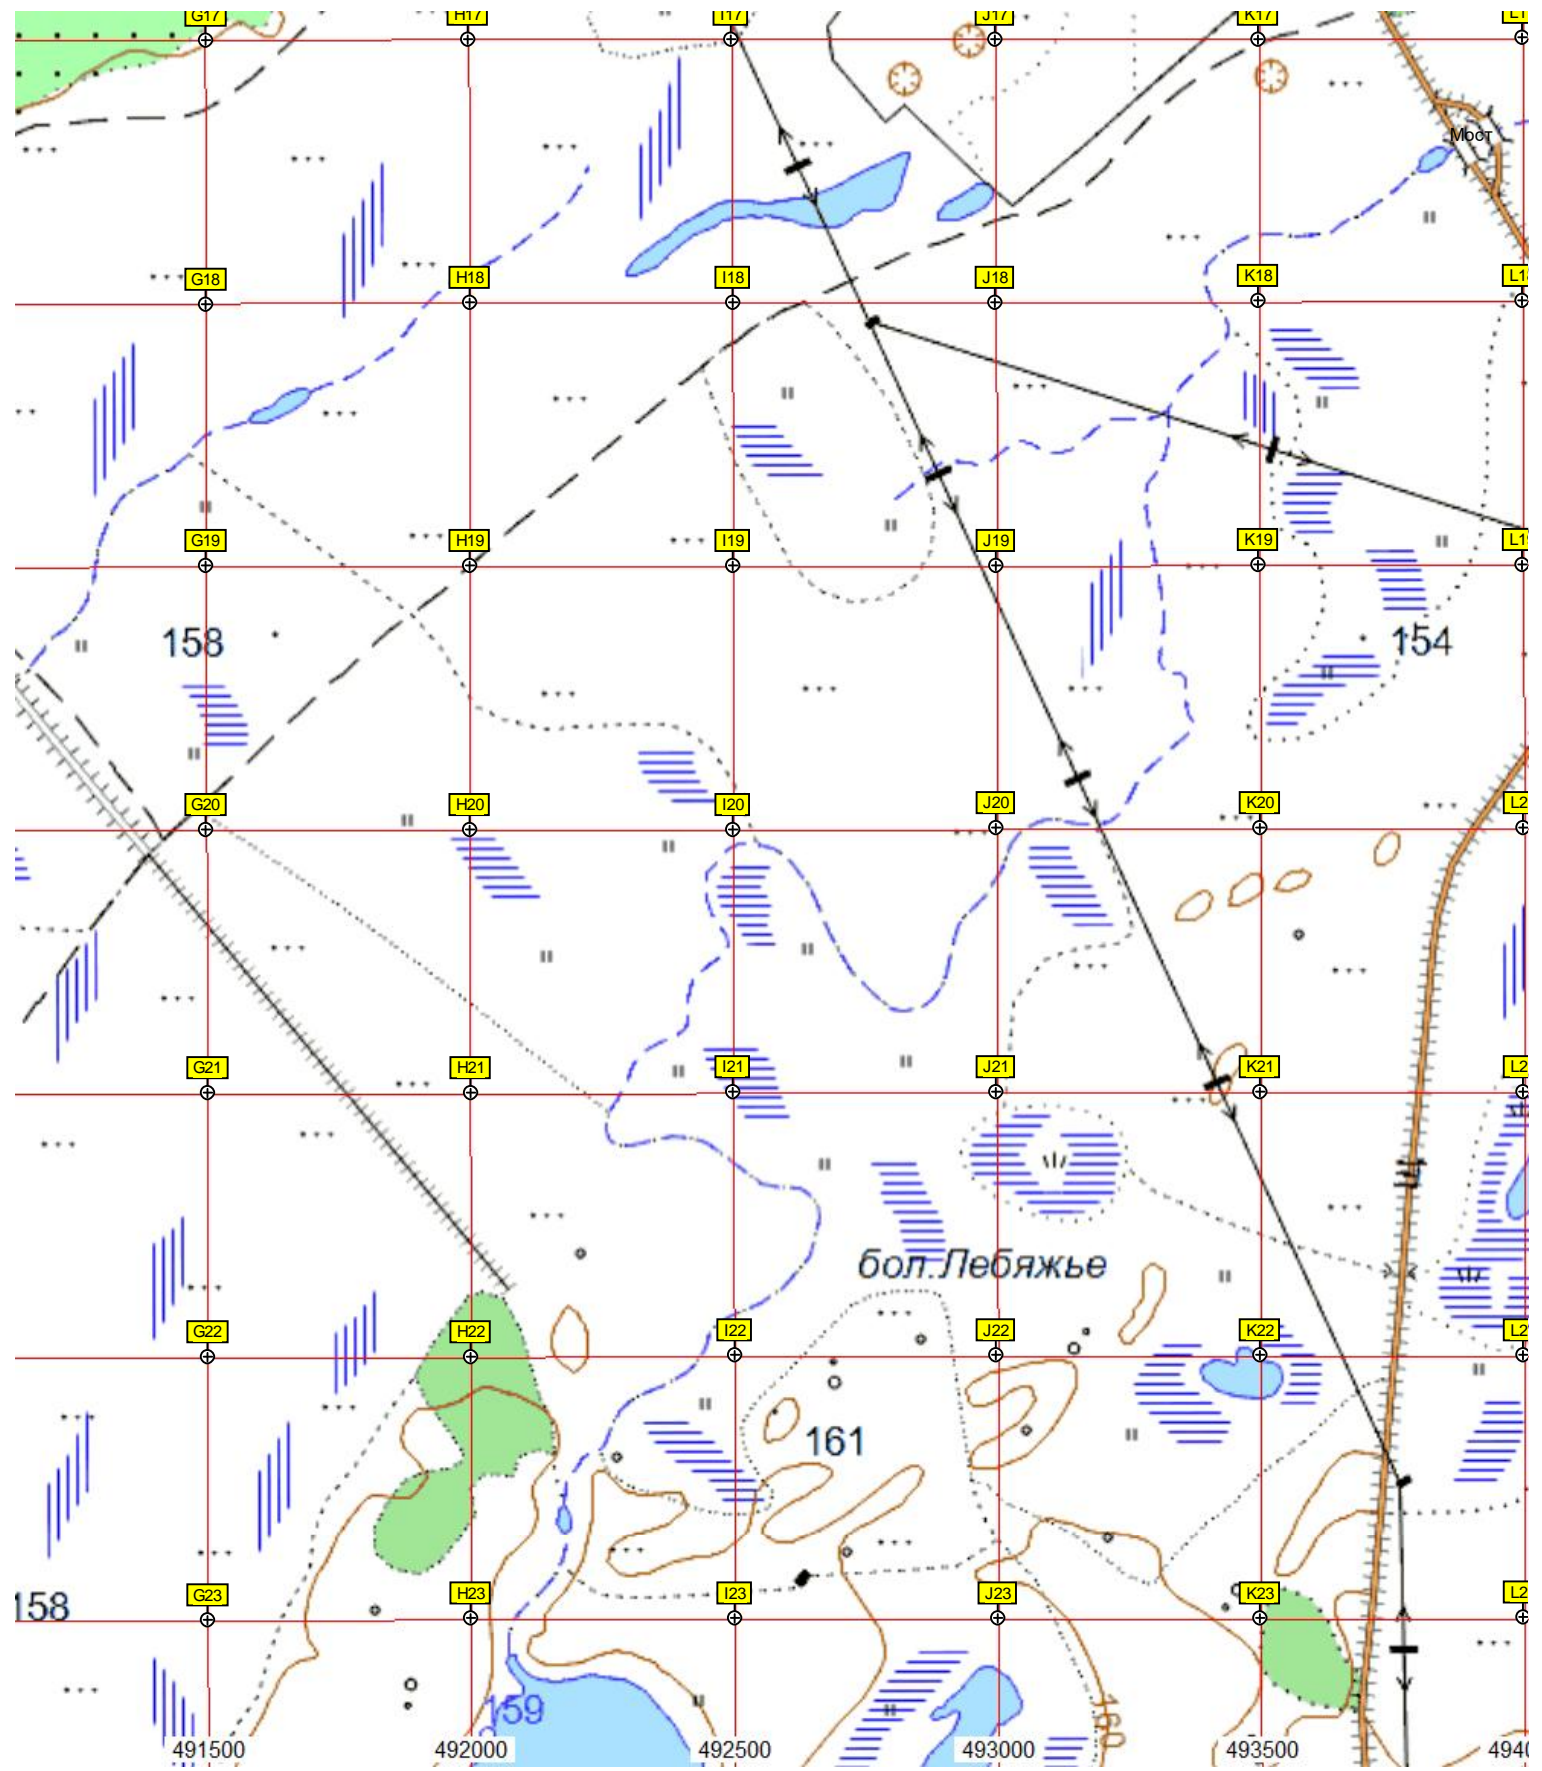 G17 H17 I17 J17 K17
Мост
G18 H18 I18 J18 K18
G19 H19 I19 J19 K19
158 154
G20 H20 I20 J20 K20
G21 H21 I21 J21 K21
бол.Лебяжье
G22 H22 I22 J22 K22
161
G23 H23 I23 J23 K23
158
159
160
491500 492000 492500 493000 493500